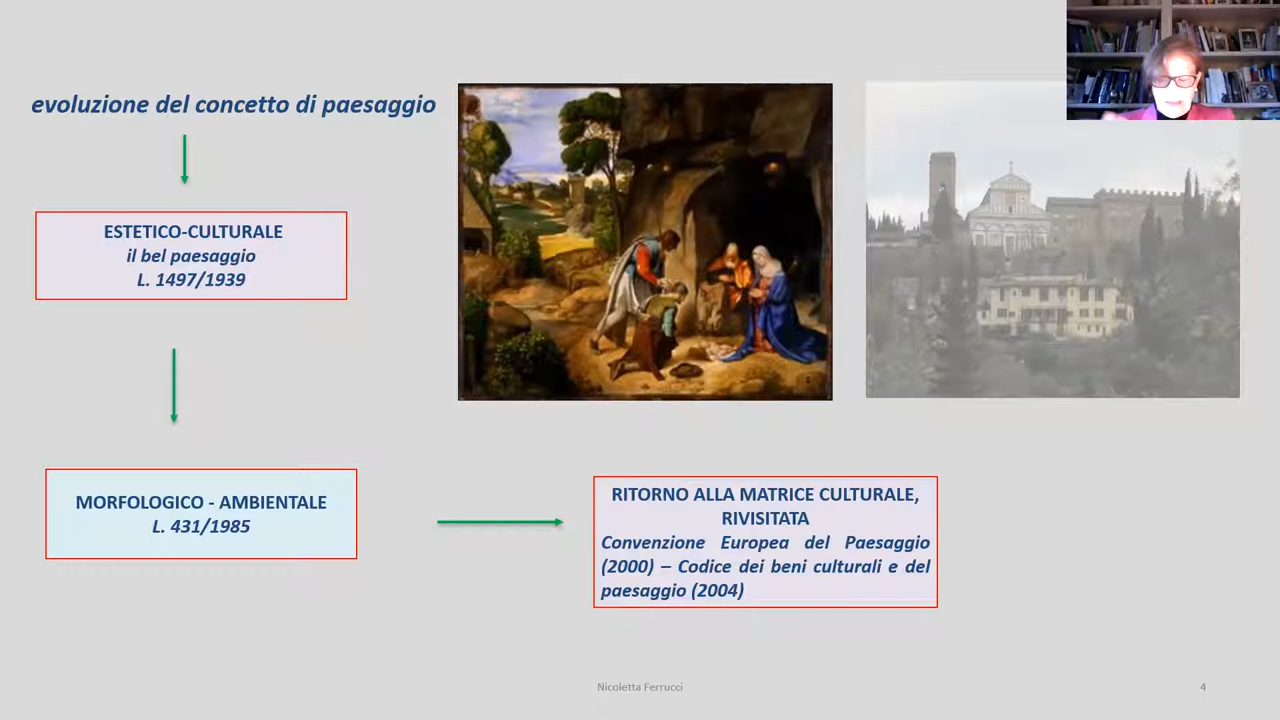 evoluzione del concetto di paesaggio
ESTETICO-CULTURALE
il bel paesaggio
L. 1497/1939
MORFOLOGICO - AMBIENTALE
L. 431/1985
RITORNO ALLA MATRICE CULTURALE,
RIVISITATA
Convenzione Europea del Paesaggio
(2000) – Codice dei beni culturali e del
paesaggio (2004)
Nicoletta Ferrucci
4